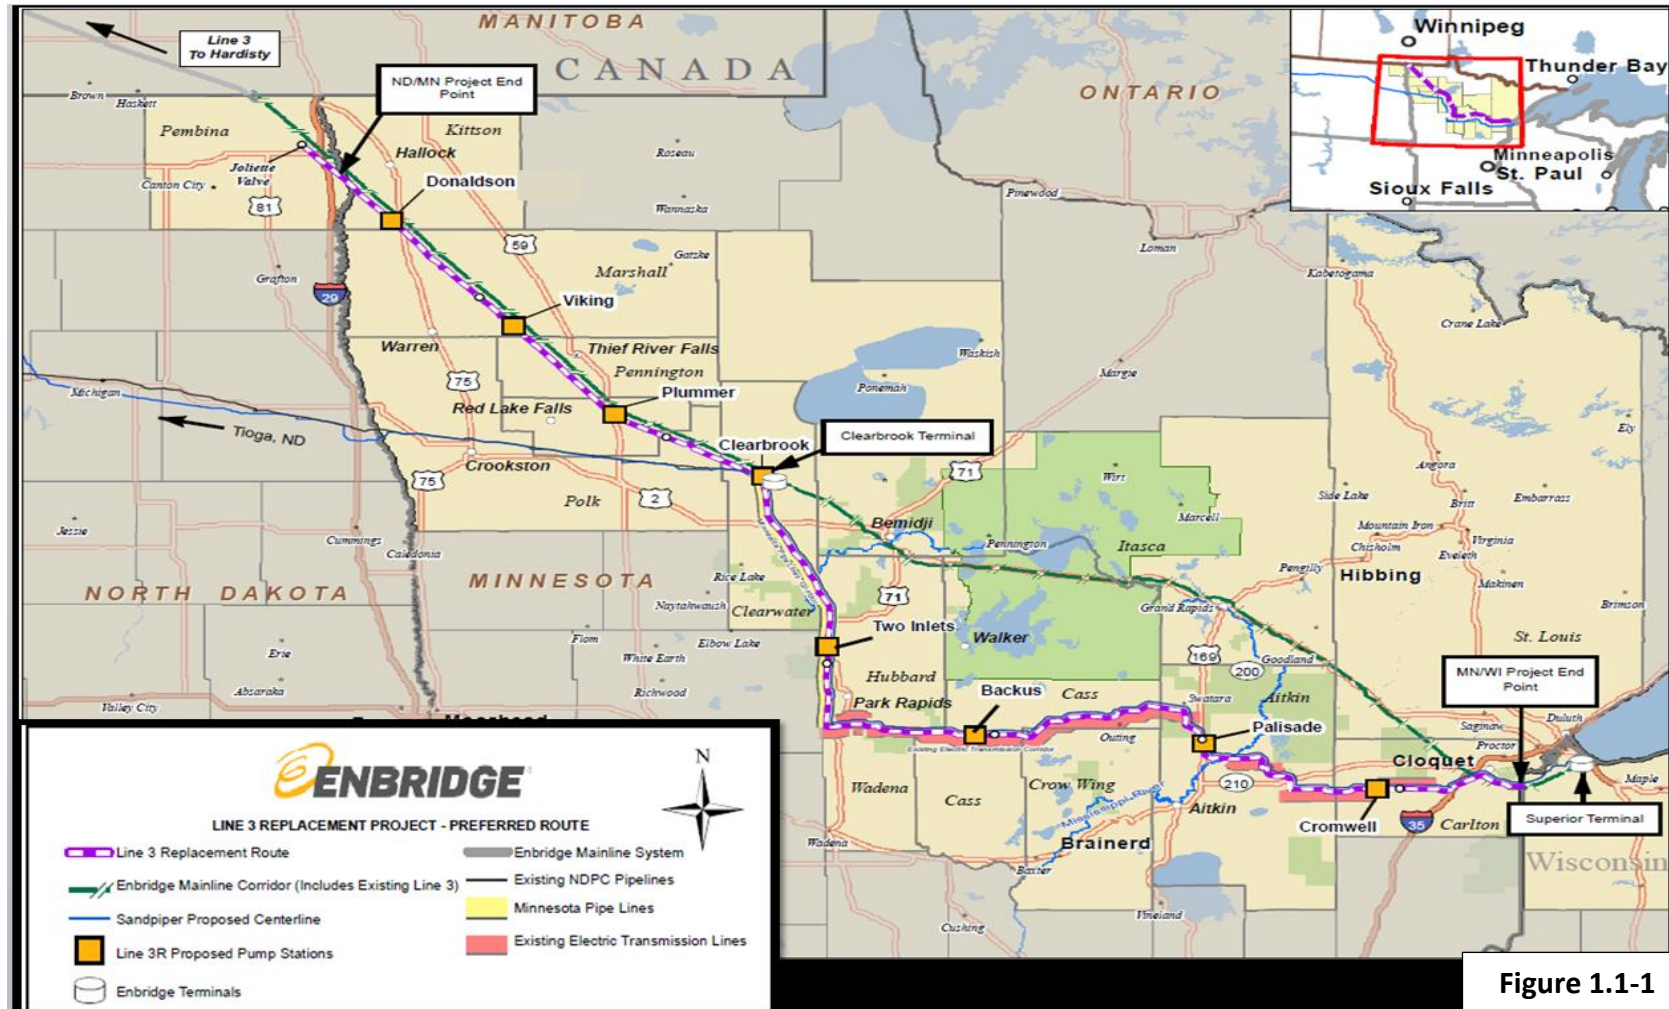 MANITOBA
CANADA
ONTARIO
Line 3
To Hardisty
ND/MN Project End
Point
Winnipeg
Thunder Bay
Minneapolis
St. Paul
Sioux Falls
Brown
Haskett
Pembina
Kittson
Hallock
Joliette
Valve
Canton City
81
Donaldson
Roseau
Wannaska
Pinewood
Loman
Kabetogama
59
Gatzke
Marshall
Grafton
29
Viking
Crane Lake
Warren
Thief River Falls
Pennington
Waskish
Ponemah
Margie
Michigan
75
Red Lake Falls
Plummer
Tioga, ND
Clearbrook
Clearbrook Terminal
Ely
Crookston
75
2
71
Wirt
Angora
Side Lake
Britt
Embarrass
Polk
Marcell
Jessie
Cummings
Caledonia
Bemidji
Pennington
Itasca
Mountain Iron
Chisholm
Virginia
Eveleth
Pengilly
Hibbing
Makinen
NORTH DAKOTA
MINNESOTA
Rice Lake
Naytahwaush
Clearwater
71
Grand Rapids
Brimson
Two Inlets
Walker
St. Louis
Erie
Flom
Elbow Lake
White Earth
169
200
Goodland
MN/WI Project End
Point
Absaraka
Richwood
Hubbard
Park Rapids
Backus
Cass
Swatara
Aitkin
Valley City
Moorhead
Existing Electric Transmission Corridor
Outing
Palisade
Saginaw
Duluth
Proctor
Cloquet
Maple
Wadena
Cass
Crow Wing
Mississippi River
210
Aitkin
Cromwell
35
Carlton
Superior Terminal
Wadena
Brainerd
Baxter
Wisconsin
Vineland
Cushing
ENBRIDGE
N
LINE 3 REPLACEMENT PROJECT - PREFERRED ROUTE
Line 3 Replacement Route
Enbridge Mainline Corridor (Includes Existing Line 3)
Sandpiper Proposed Centerline
Line 3R Proposed Pump Stations
Enbridge Terminals
Enbridge Mainline System
Existing NDPC Pipelines
Minnesota Pipe Lines
Existing Electric Transmission Lines
Figure 1.1-1